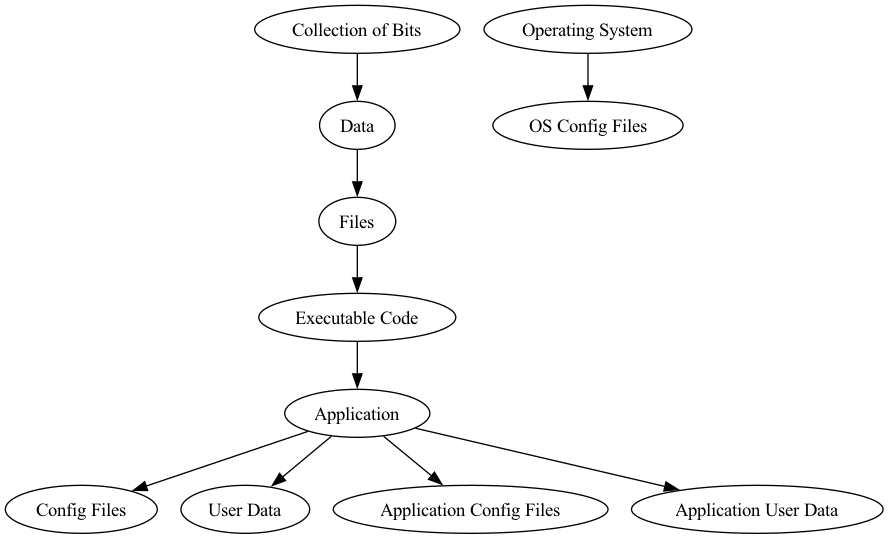 Collection of Bits
Operating System
Data
OS Config Files
Files
Executable Code
Application
Config Files
User Data
Application Config Files
Application User Data